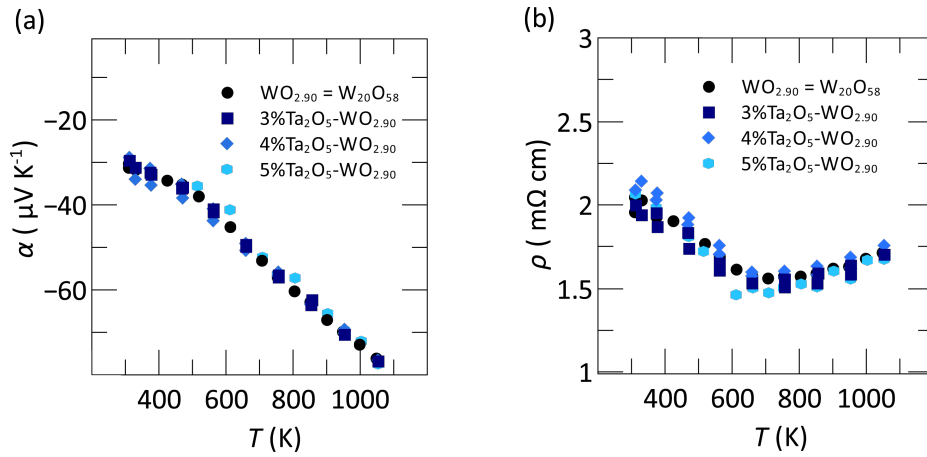 (a)
α ( μV K⁻¹)
−20
−40
−60
WO₂.₉₀ = W₂₀O₅₈
3%Ta₂O₅-WO₂.₉₀
4%Ta₂O₅-WO₂.₉₀
5%Ta₂O₅-WO₂.₉₀
400 600 800 1000
T (K)
(b)
ρ ( mΩ cm)
3
2.5
2
1.5
1
WO₂.₉₀ = W₂₀O₅₈
3%Ta₂O₅-WO₂.₉₀
4%Ta₂O₅-WO₂.₉₀
5%Ta₂O₅-WO₂.₉₀
400 600 800 1000
T (K)